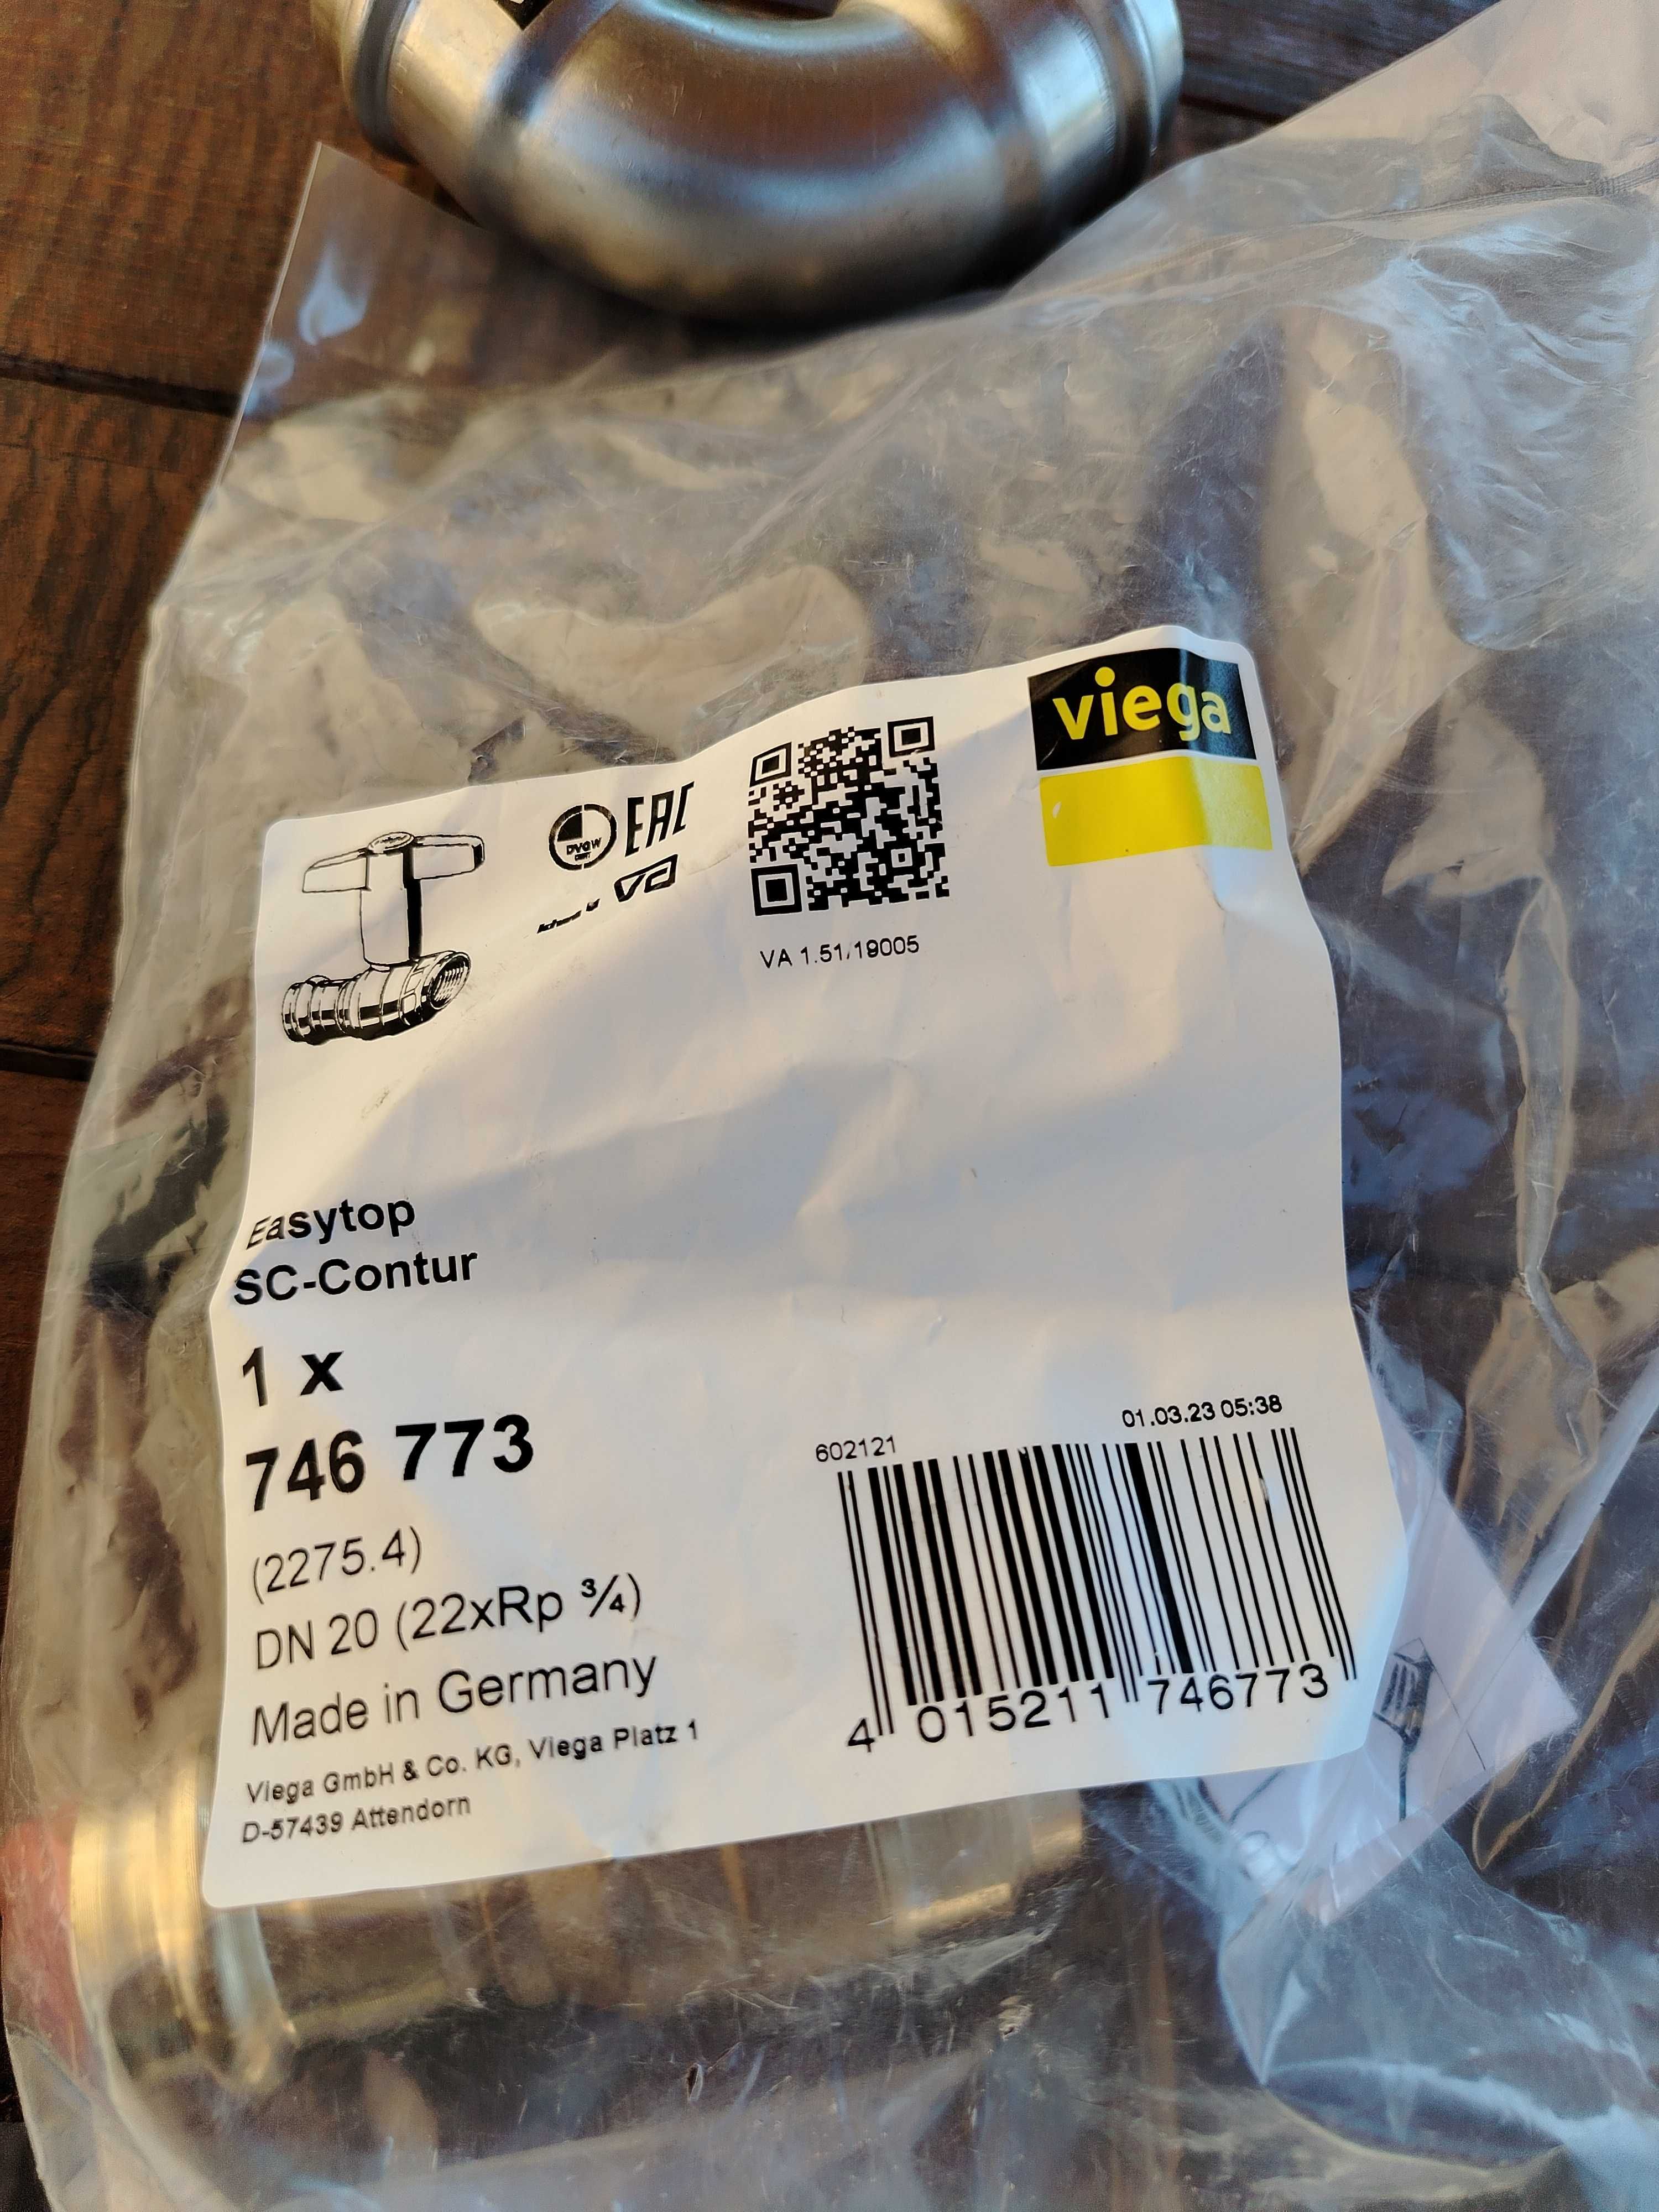 viega
DVGW
CERT
EAC
VA 1.51/19005
Easytop
SC-Contur
1 x
746 773
(2275.4)
DN 20 (22xRp ¾)
Made in Germany
Viega GmbH & Co. KG, Viega Platz 1
D-57439 Attendorn
602121
01.03.23 05:38
4 015211 746773